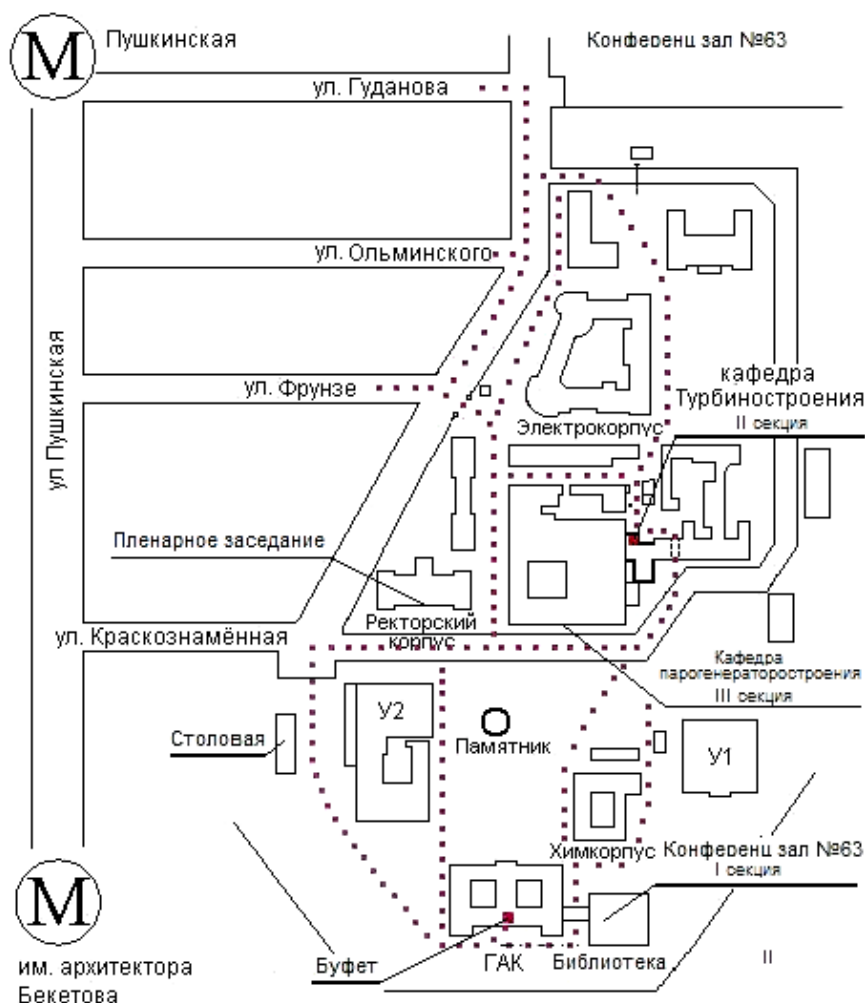 М
Пушкинская
Конференц зал №63
ул. Гуданова
ул. Ольминского
ул Пушкинская
ул. Фрунзе
кафедра
Турбиностроения
II секция
Электрокорпус
Пленарное заседание
Ректорский
корпус
ул. Краскознамённая
Кафедра
парогенераторостроения
III секция
У2
Столовая
Памятник
У1
Химкорпус
Конференц зал №63
I секция
М
им. архитектора
Бекетова
Буфет
ГАК
Библиотека
II